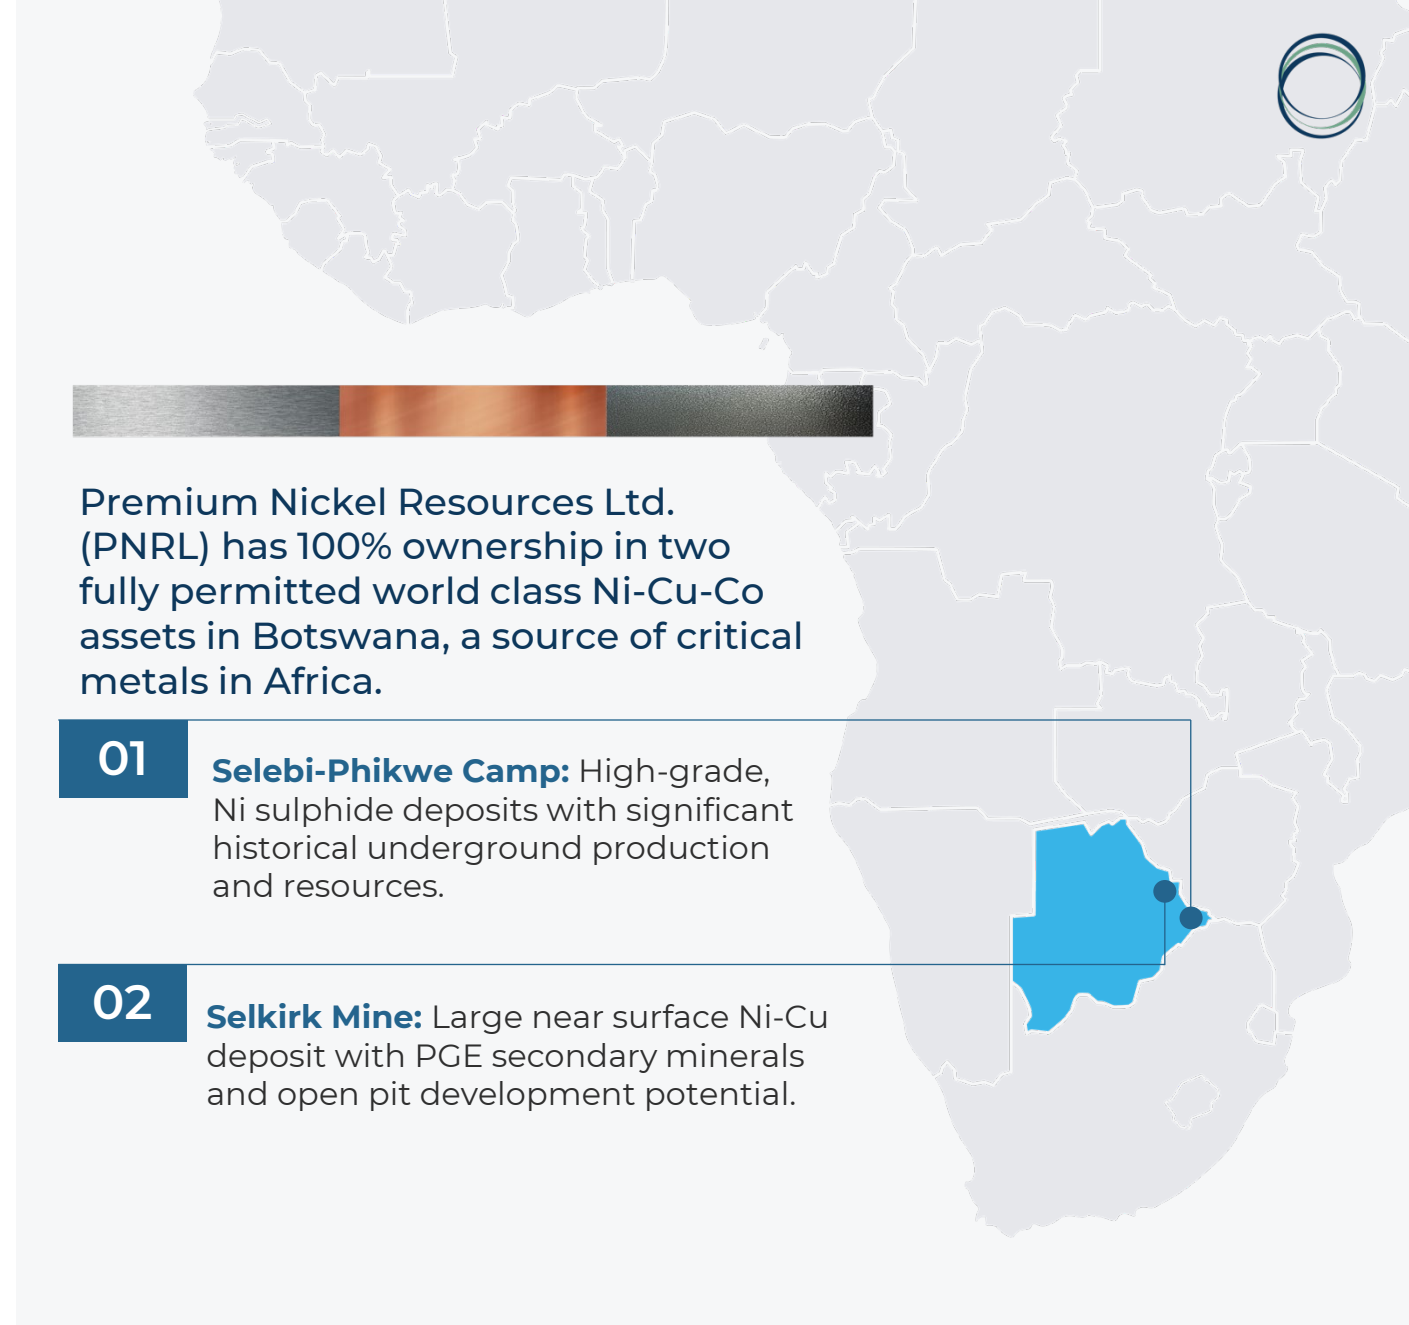 Premium Nickel Resources Ltd.
(PNRL) has 100% ownership in two
fully permitted world class Ni-Cu-Co
assets in Botswana, a source of critical
metals in Africa.
01
Selebi-Phikwe Camp: High-grade,
Ni sulphide deposits with significant
historical underground production
and resources.
02
Selkirk Mine: Large near surface Ni-Cu
deposit with PGE secondary minerals
and open pit development potential.